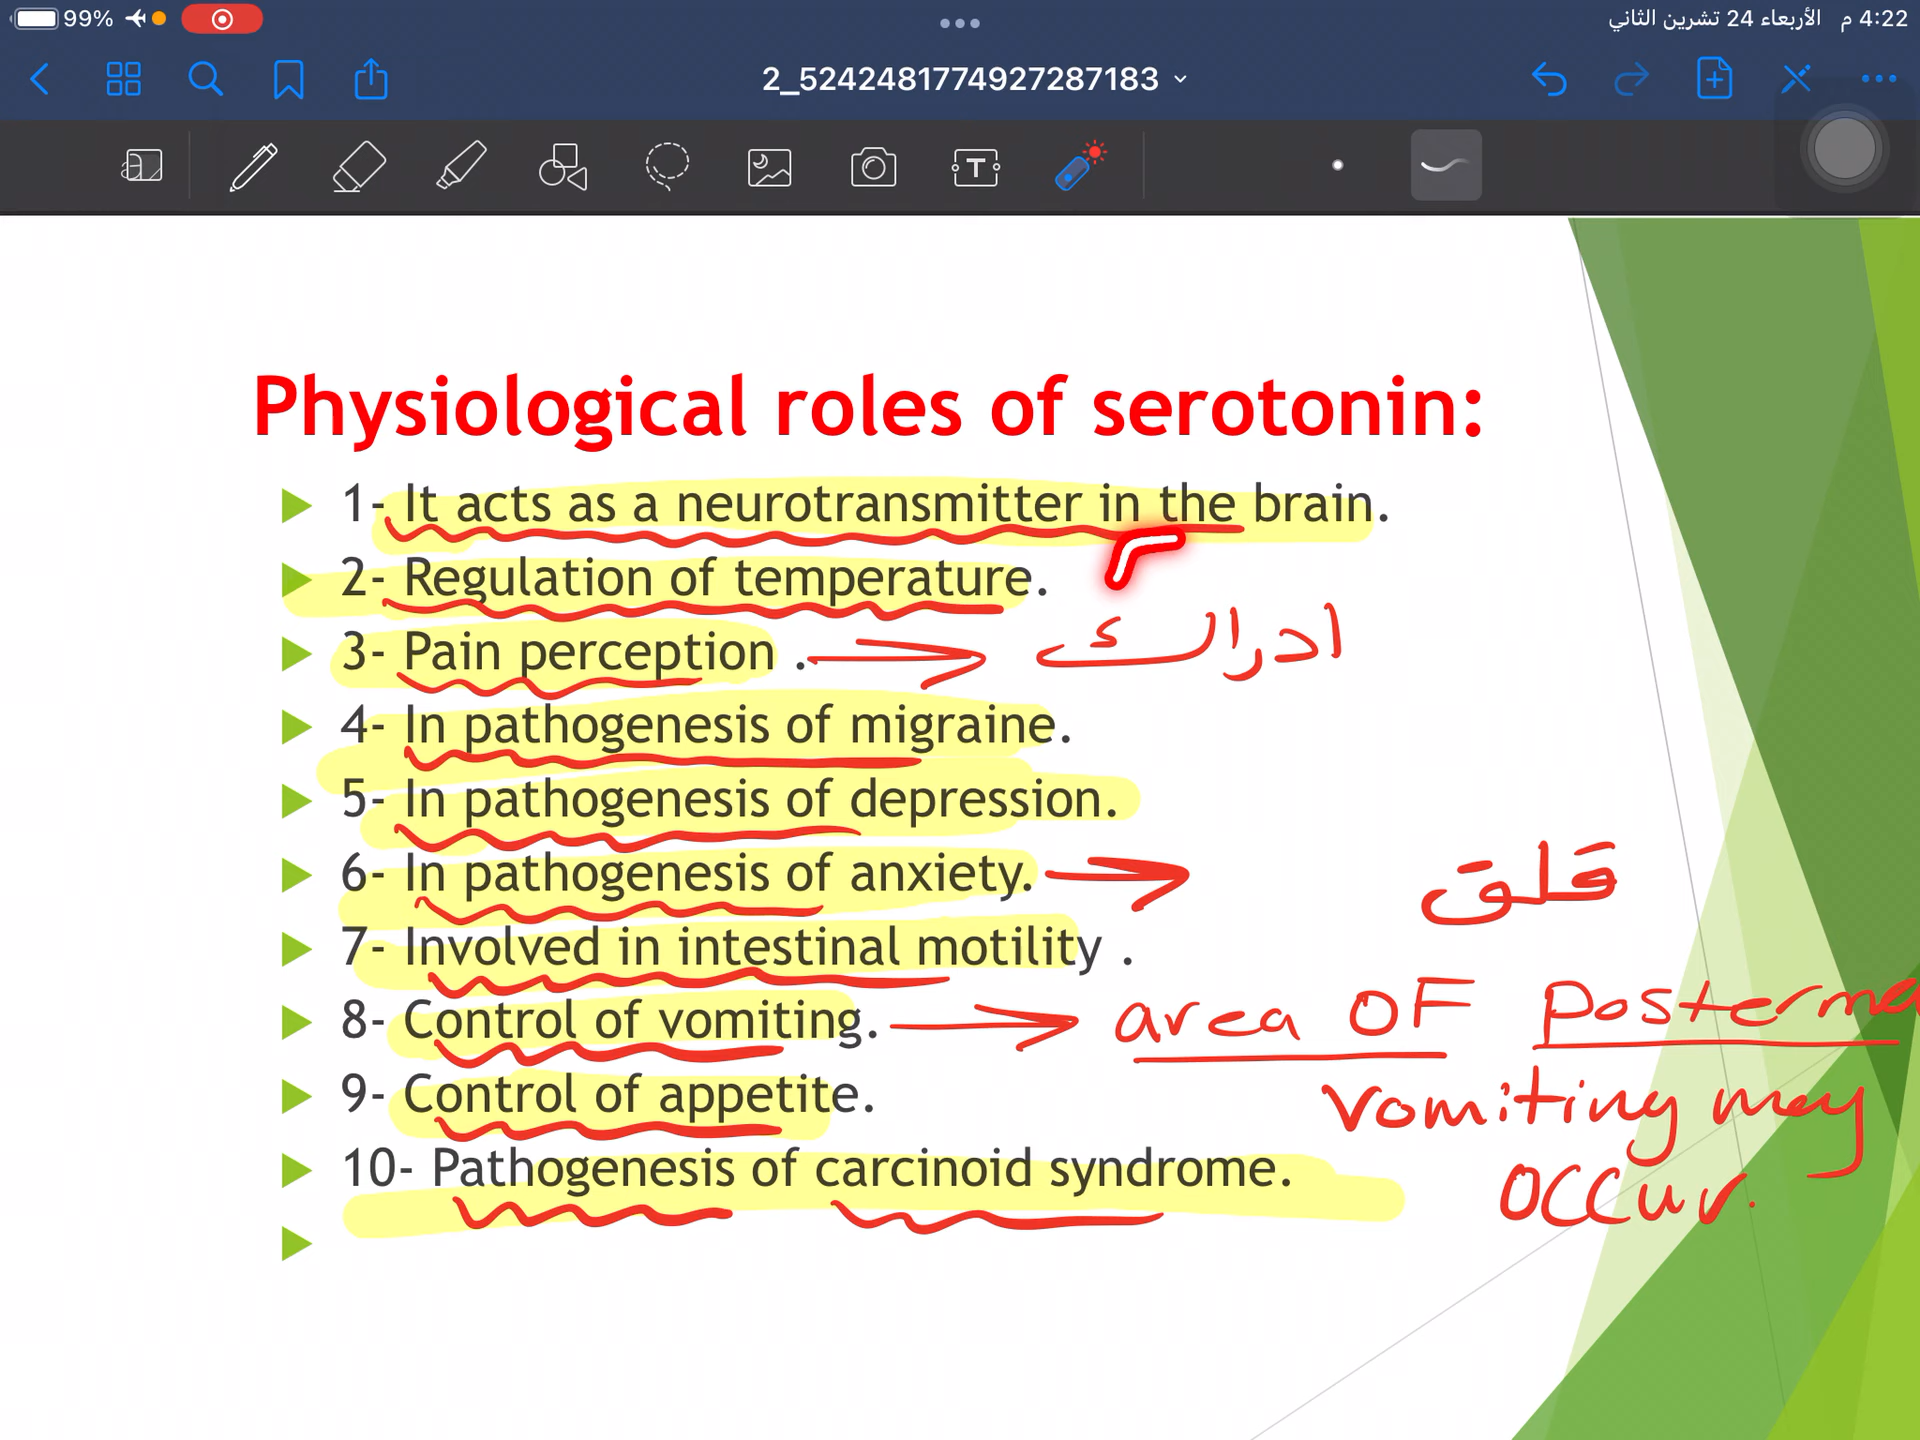 99%
4:22 م الأربعاء 24 تشرين الثاني
2_5242481774927287183
Physiological roles of serotonin:
1- It acts as a neurotransmitter in the brain.
2- Regulation of temperature.
3- Pain perception .
ادراك
4- In pathogenesis of migraine.
5- In pathogenesis of depression.
6- In pathogenesis of anxiety.
قلق
7- Involved in intestinal motility .
8- Control of vomiting.
area OF Posterma
9- Control of appetite.
vomiting may
occur.
10- Pathogenesis of carcinoid syndrome.